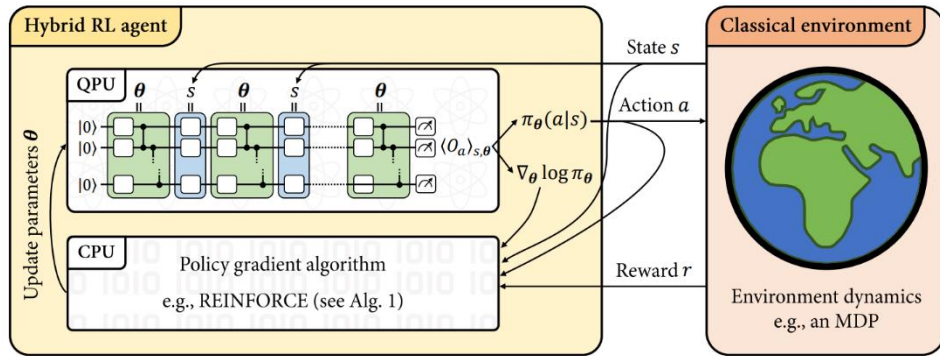 Hybrid RL agent
Classical environment
QPU
θ s θ s θ
|0⟩
|0⟩
|0⟩
⟨O_a⟩_{s,θ}
π_θ(a|s)
∇_θ log π_θ
State s
Action a
Reward r
Update parameters θ
CPU
Policy gradient algorithm
e.g., REINFORCE (see Alg. 1)
Environment dynamics
e.g., an MDP